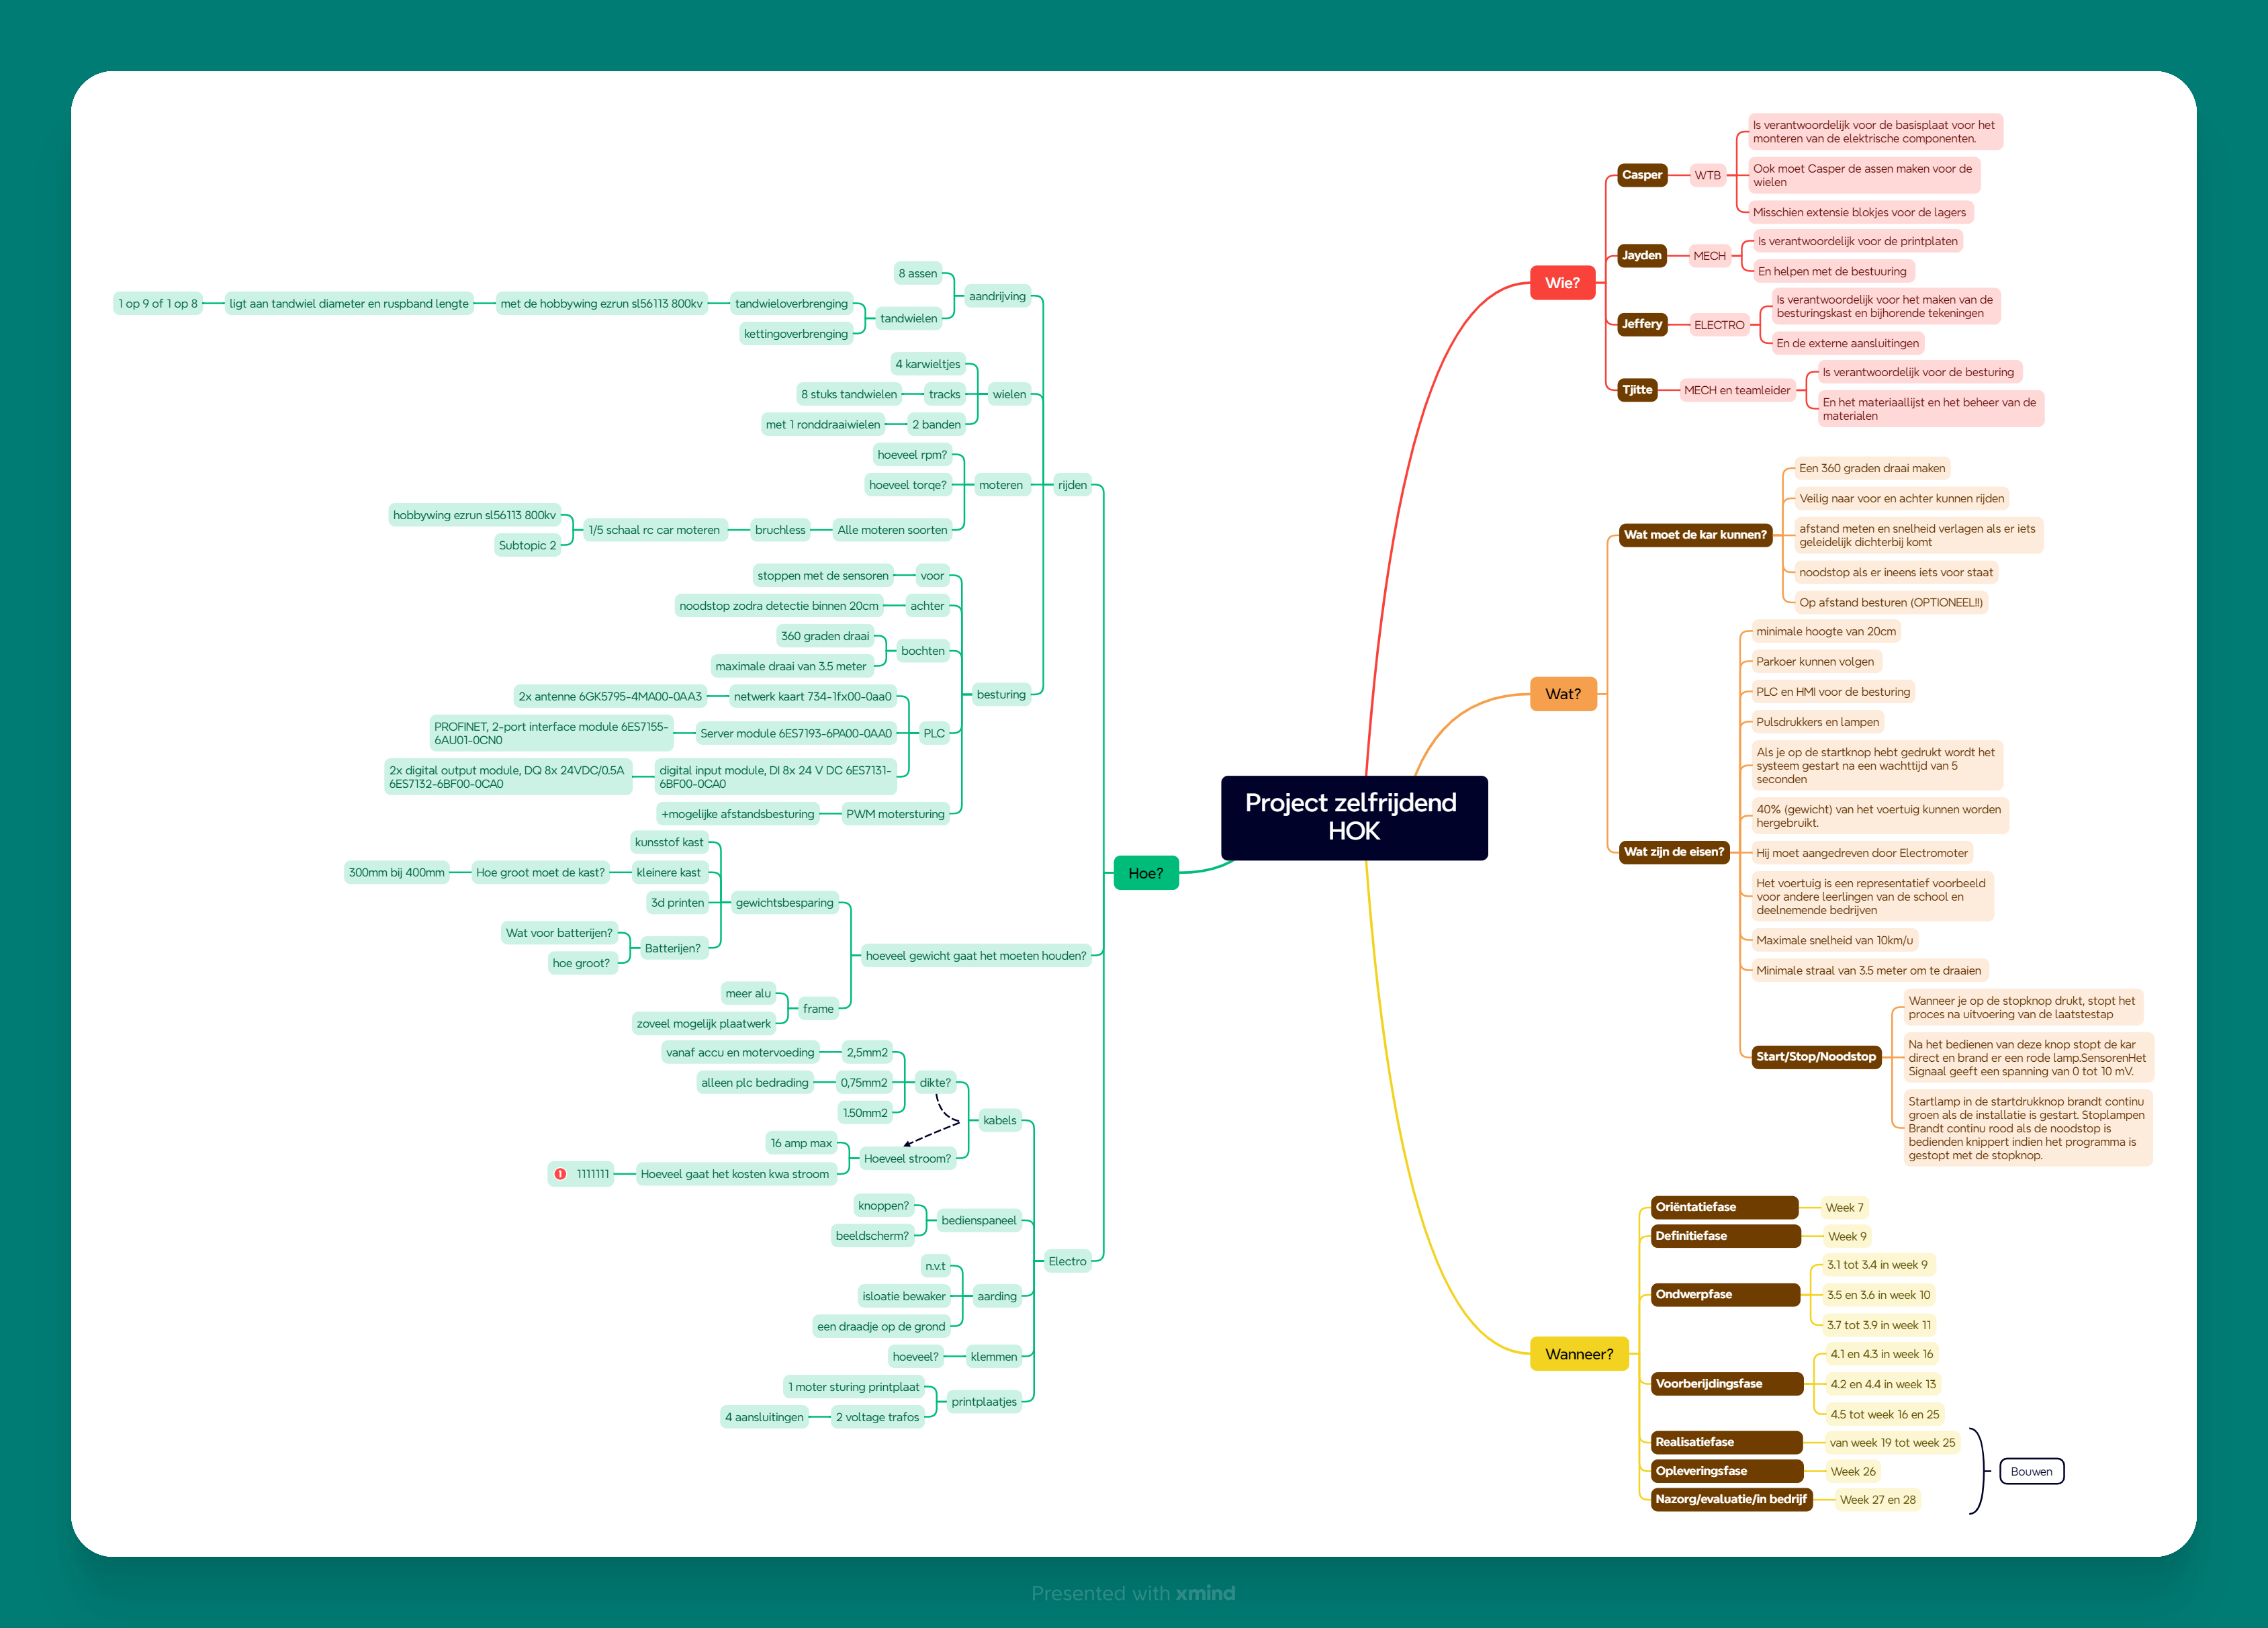 Project zelfrijdend
HOK
Wie?
Casper
WTB
Is verantwoordelijk voor de basisplaat voor het
monteren van de elektrische componenten.
Ook moet Casper de assen maken voor de
wielen
Misschien extensie blokjes voor de lagers
Jayden
MECH
Is verantwoordelijk voor de printplaten
En helpen met de bestuuring
Jeffery
ELECTRO
Is verantwoordelijk voor het maken van de
besturingskast en bijhorende tekeningen
En de externe aansluitingen
Tjitte
MECH en teamleider
Is verantwoordelijk voor de besturing
En het materiaallijst en het beheer van de
materialen
Wat?
Wat moet de kar kunnen?
Een 360 graden draai maken
Veilig naar voor en achter kunnen rijden
afstand meten en snelheid verlagen als er iets
geleidelijk dichterbij komt
noodstop als er ineens iets voor staat
Op afstand besturen (OPTIONEEL!!)
Wat zijn de eisen?
minimale hoogte van 20cm
Parkoer kunnen volgen
PLC en HMI voor de besturing
Pulsdrukkers en lampen
Als je op de startknop hebt gedrukt wordt het
systeem gestart na een wachttijd van 5
seconden
40% (gewicht) van het voertuig kunnen worden
hergebruikt.
Hij moet aangedreven door Electromoter
Het voertuig is een representatief voorbeeld
voor andere leerlingen van de school en
deelnemende bedrijven
Maximale snelheid van 10km/u
Minimale straal van 3.5 meter om te draaien
Start/Stop/Noodstop
Wanneer je op de stopknop drukt, stopt het
proces na uitvoering van de laatstestap
Na het bedienen van deze knop stopt de kar
direct en brand er een rode lamp.SensorenHet
Signaal geeft een spanning van 0 tot 10 mV.
Startlamp in de startdrukknop brandt continu
groen als de installatie is gestart. Stoplampen
Brandt continu rood als de noodstop is
bedienden knippert indien het programma is
gestopt met de stopknop.
Wanneer?
Oriëntatiefase
Week 7
Definitiefase
Week 9
Ondwerpfase
3.1 tot 3.4 in week 9
3.5 en 3.6 in week 10
3.7 tot 3.9 in week 11
Voorberijdingsfase
4.1 en 4.3 in week 16
4.2 en 4.4 in week 13
4.5 tot week 16 en 25
Realisatiefase
van week 19 tot week 25
Opleveringsfase
Week 26
Nazorg/evaluatie/in bedrijf
Week 27 en 28
Bouwen
Hoe?
rijden
aandrijving
8 assen
tandwielen
tandwieloverbrenging
met de hobbywing ezrun sl56113 800kv
ligt aan tandwiel diameter en ruspband lengte
1 op 9 of 1 op 8
kettingoverbrenging
wielen
4 karwieltjes
tracks
8 stuks tandwielen
2 banden
met 1 ronddraaiwielen
moteren
hoeveel rpm?
hoeveel torqe?
Alle moteren soorten
bruchless
1/5 schaal rc car moteren
hobbywing ezrun sl56113 800kv
Subtopic 2
besturing
voor
stoppen met de sensoren
achter
noodstop zodra detectie binnen 20cm
bochten
360 graden draai
maximale draai van 3.5 meter
PLC
netwerk kaart 734-1fx00-0aa0
2x antenne 6GK5795-4MA00-0AA3
Server module 6ES7193-6PA00-0AA0
PROFINET, 2-port interface module 6ES7155-
6AU01-0CN0
digital input module, DI 8x 24 V DC 6ES7131-
6BF00-0CA0
2x digital output module, DQ 8x 24VDC/0.5A
6ES7132-6BF00-0CA0
PWM motersturing
+mogelijke afstandsbesturing
hoeveel gewicht gaat het moeten houden?
gewichtsbesparing
kunsstof kast
kleinere kast
Hoe groot moet de kast?
300mm bij 400mm
3d printen
Batterijen?
Wat voor batterijen?
hoe groot?
frame
meer alu
zoveel mogelijk plaatwerk
Electro
kabels
dikte?
2,5mm2
vanaf accu en motervoeding
0,75mm2
alleen plc bedrading
1.50mm2
Hoeveel stroom?
16 amp max
Hoeveel gaat het kosten kwa stroom
1111111
bedienspaneel
knoppen?
beeldscherm?
aarding
n.v.t
isloatie bewaker
een draadje op de grond
klemmen
hoeveel?
printplaatjes
1 moter sturing printplaat
2 voltage trafos
4 aansluitingen
Presented with xmind